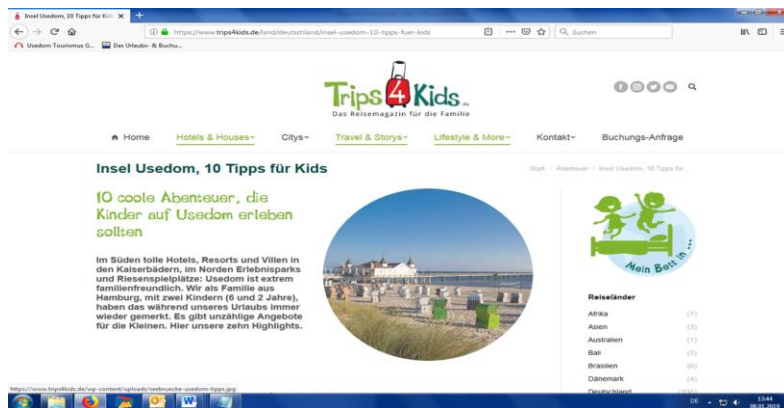 Insel Usedom, 10 Tipps für Kids
https://www.trips4kids.de/land/deutschland/insel-usedom-10-tipps-fuer-kids
Suchen
Usedom Tourismus G...
Das Urlaubs- & Buchu...
Trips 4 Kids.de
Das Reisemagazin für die Familie
Home Hotels & Houses Citys Travel & Storys Lifestyle & More Kontakt Buchungs-Anfrage
Insel Usedom, 10 Tipps für Kids
Start / Abenteuer / Insel Usedom, 10 Tipps für...
10 coole Abenteuer, die
Kinder auf Usedom erleben
sollten
Im Süden tolle Hotels, Resorts und Villen in
den Kaiserbädern, im Norden Erlebnisparks
und Riesenspielplätze: Usedom ist extrem
familienfreundlich. Wir als Familie aus
Hamburg, mit zwei Kindern (6 und 2 Jahre),
haben das während unseres Urlaubs immer
wieder gemerkt. Es gibt unzählige Angebote
für die Kleinen. Hier unsere zehn Highlights.
Mein Bett in ...
Reiseländer
Afrika (7)
Asien (3)
Australien (1)
Bali (5)
Brasilien (6)
Dänemark (4)
Deutschland
https://www.trips4kids.de/wp-content/uploads/seebruecke-usedom-tipps.jpg
DE
13:44
08.01.2019